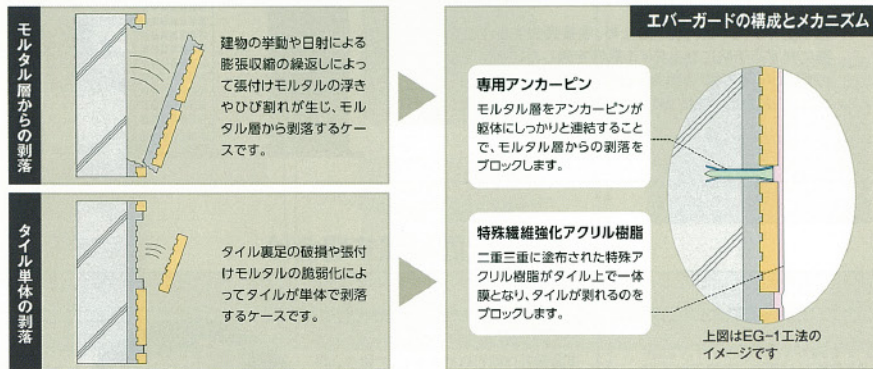 モルタル層からの剥落
建物の挙動や日射による
膨張収縮の繰返しによっ
て張付けモルタルの浮き
やひび割れが生じ、モル
タル層から剥落するケー
スです。
タイル単体の剥落
タイル裏足の破損や張付
けモルタルの脆弱化によ
ってタイルが単体で剥落
するケースです。
エバーガードの構成とメカニズム
専用アンカーピン
モルタル層をアンカーピンが
躯体にしっかりと連結すること
で、モルタル層からの剥落を
ブロックします。
特殊繊維強化アクリル樹脂
二重三重に塗布された特殊ア
クリル樹脂がタイル上で一体
膜となり、タイルが剥れるのを
ブロックします。
上図はEG-1工法の
イメージです